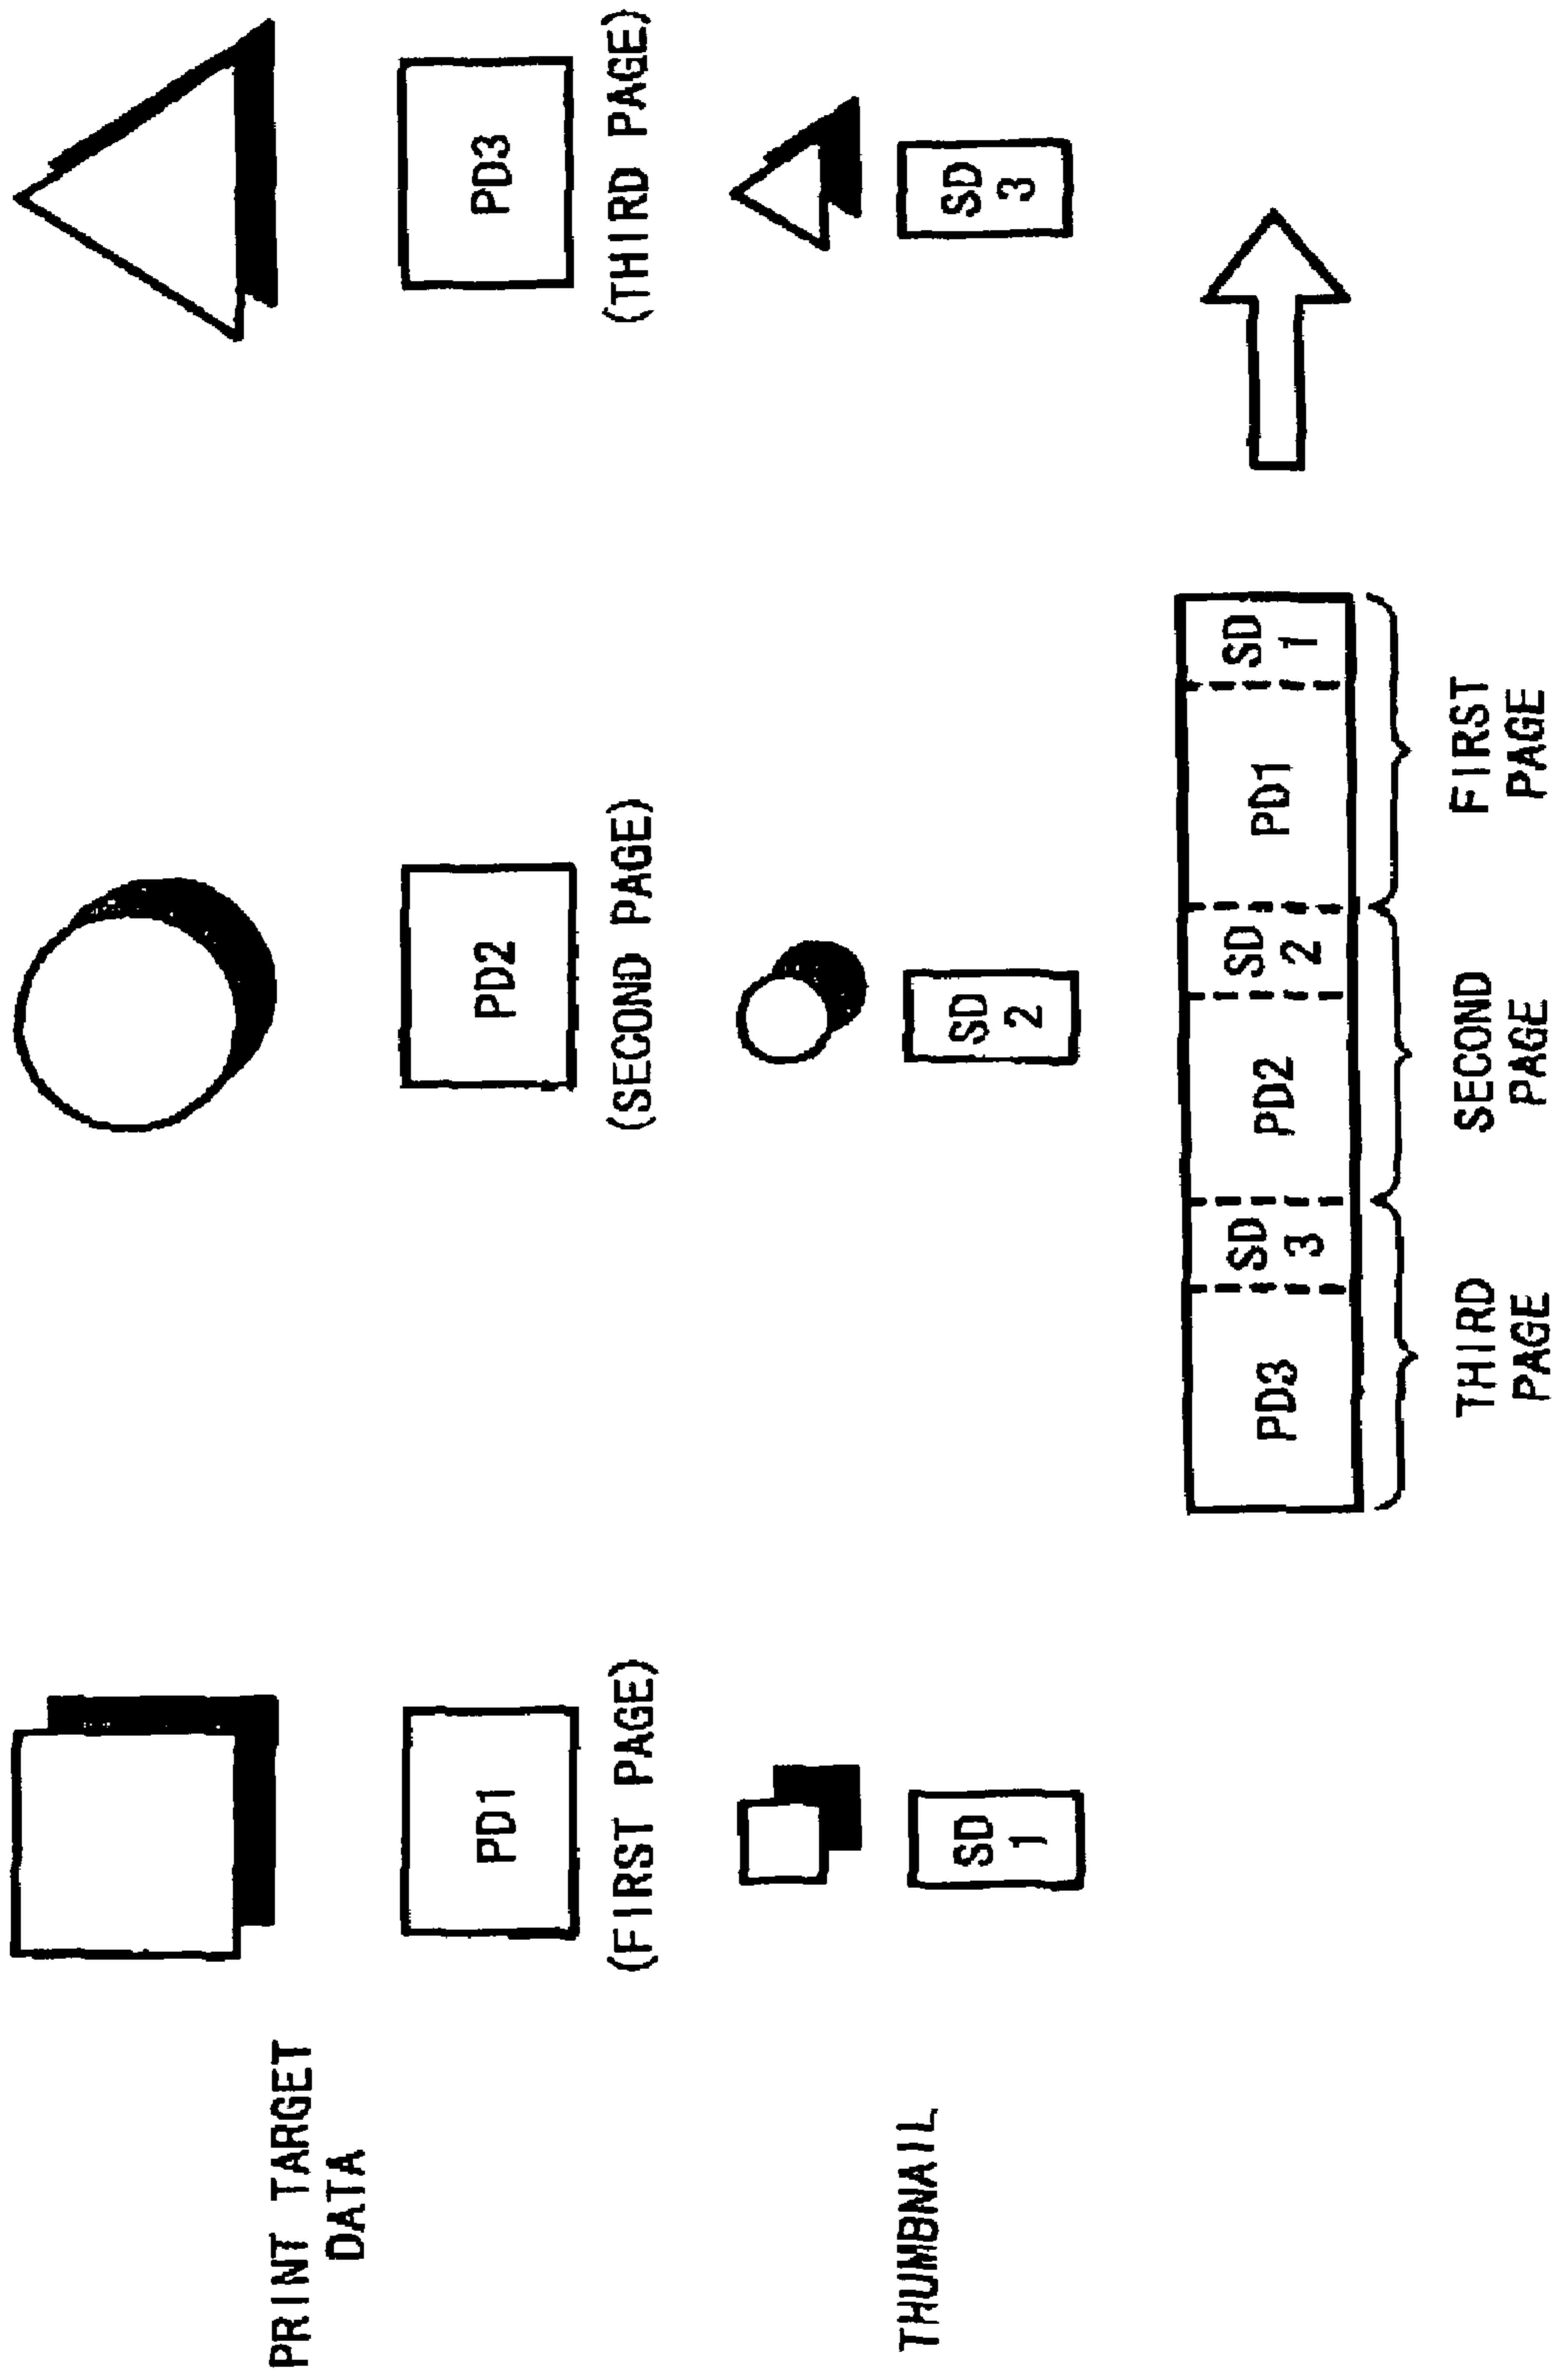 PRINT TARGET
DATA
PD1
PD2
PD3
(FIRST PAGE)
(SECOND PAGE)
(THIRD PAGE)
THUMBNAIL
SD
1
SD
2
SD
3
PD3
SD
3
PD2
SD
2
PD1
SD
1
THIRD
PAGE
SECOND
PAGE
FIRST
PAGE